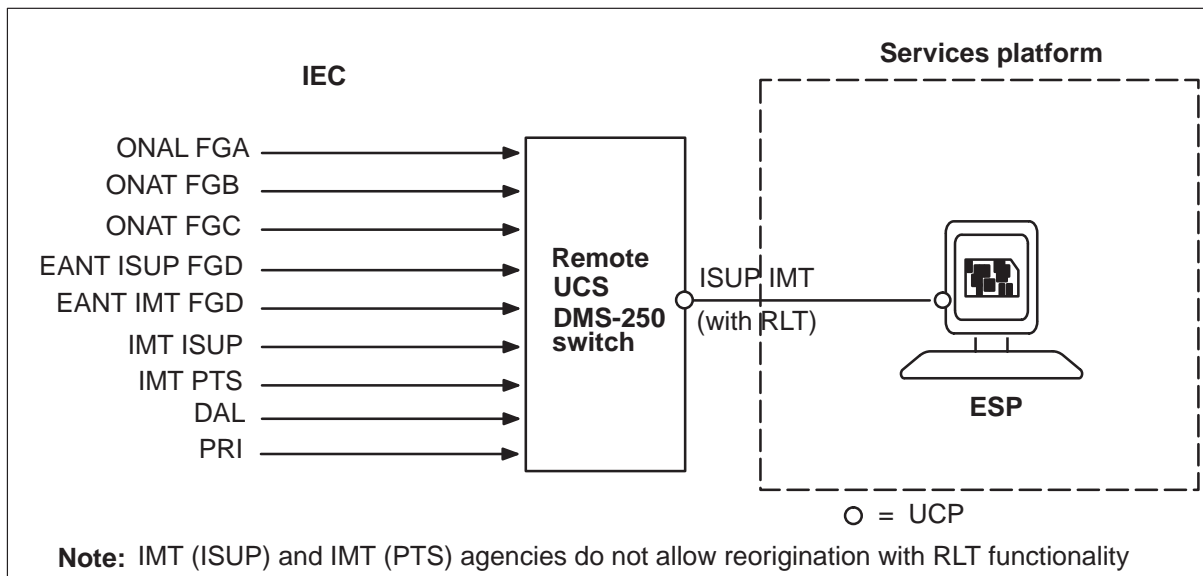 Services platform
IEC
ONAL FGA
ONAT FGB
ONAT FGC
EANT ISUP FGD
EANT IMT FGD
IMT ISUP
IMT PTS
DAL
PRI
Remote
UCS
DMS-250
switch
ISUP IMT
(with RLT)
ESP
= UCP
Note: IMT (ISUP) and IMT (PTS) agencies do not allow reorigination with RLT functionality